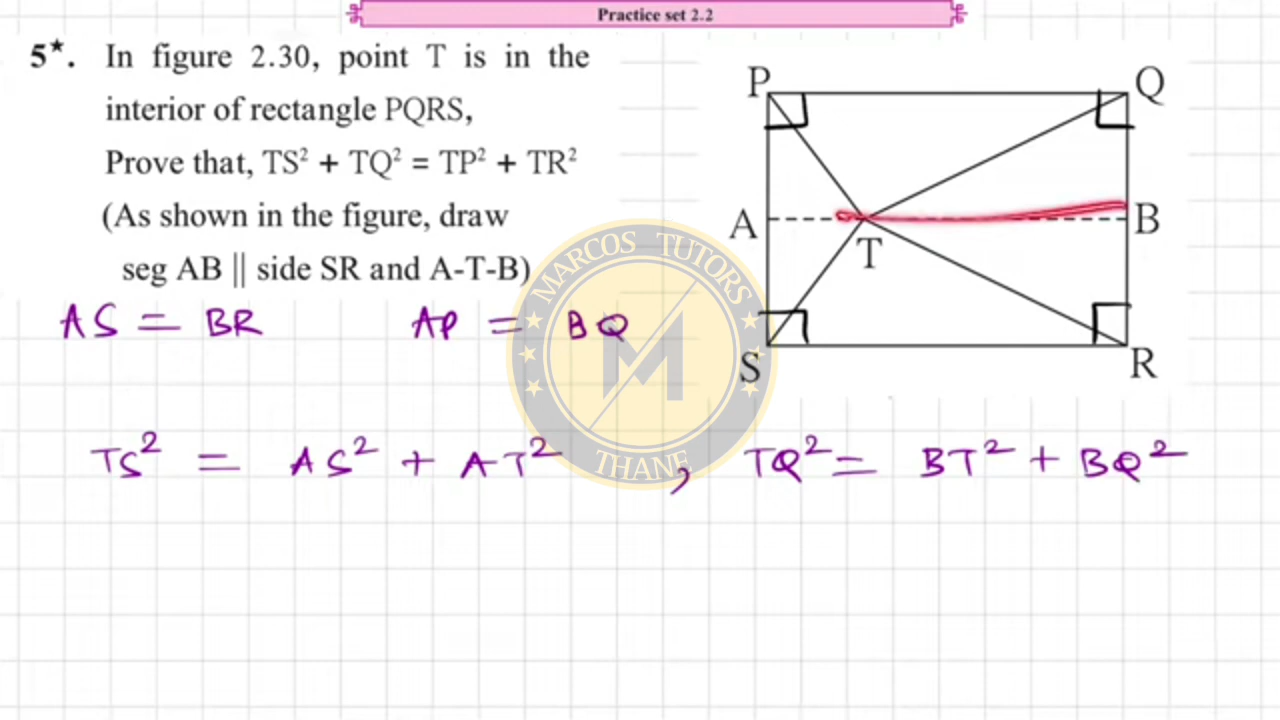 Practice set 2.2
5*. In figure 2.30, point T is in the
interior of rectangle PQRS,
Prove that, TS² + TQ² = TP² + TR²
(As shown in the figure, draw
seg AB || side SR and A-T-B)
P
Q
A
T
B
S
R
MARCOS TUTORS
M
THANE
AS = BR AP = BQ
TS² = AS² + AT² , TQ² = BT² + BQ²